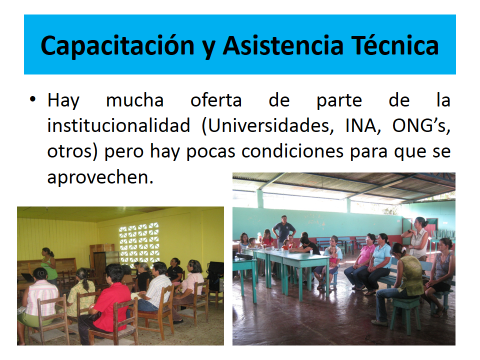 Capacitación y Asistencia Técnica
• Hay mucha oferta de parte de la
institucionalidad (Universidades, INA, ONG's,
otros) pero hay pocas condiciones para que se
aprovechen.